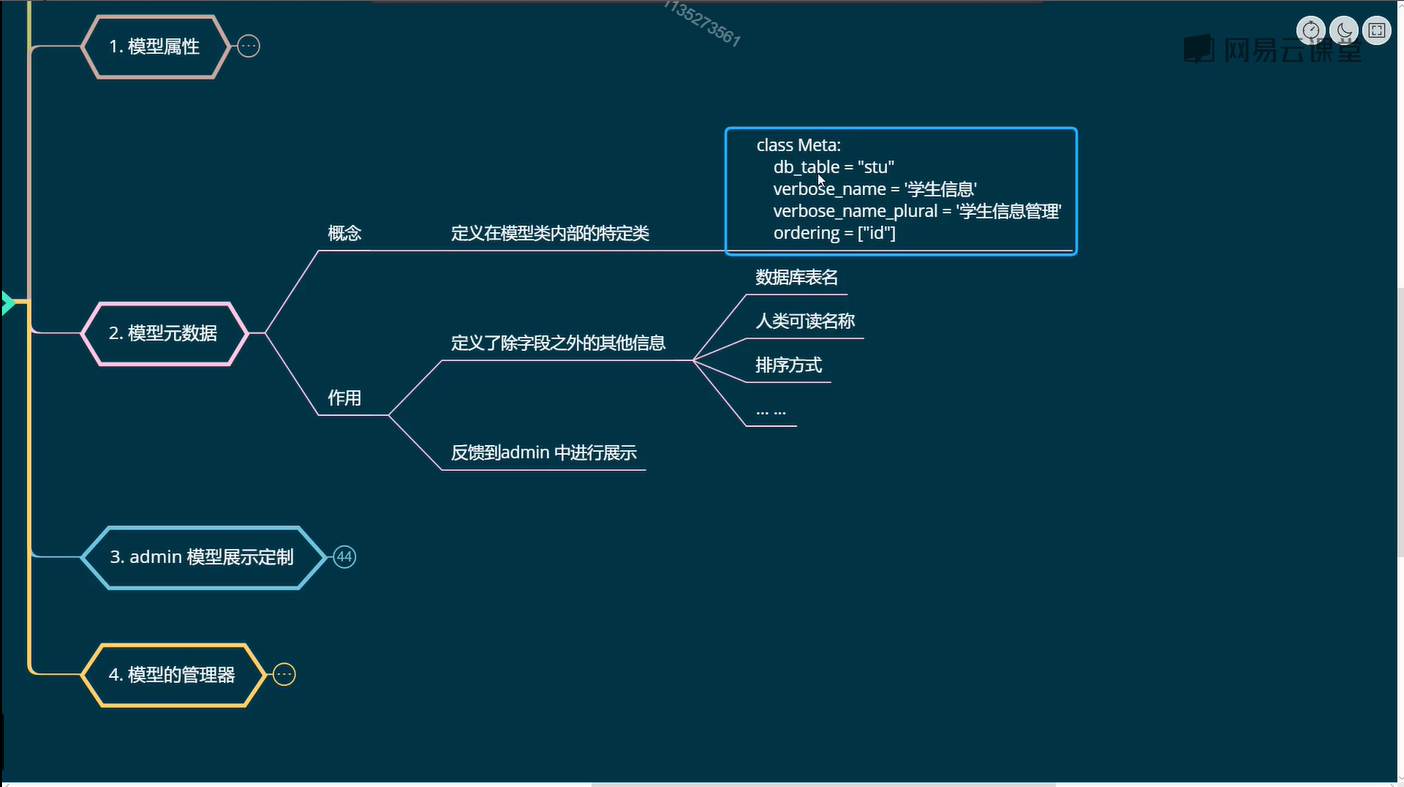 1135273561
网易云课堂
1. 模型属性
class Meta:
db_table = "stu"
verbose_name = '学生信息'
verbose_name_plural = '学生信息管理'
ordering = ["id"]
概念
定义在模型类内部的特定类
数据库表名
人类可读名称
排序方式
... ...
2. 模型元数据
定义了除字段之外的其他信息
作用
反馈到admin 中进行展示
3. admin 模型展示定制
44
4. 模型的管理器